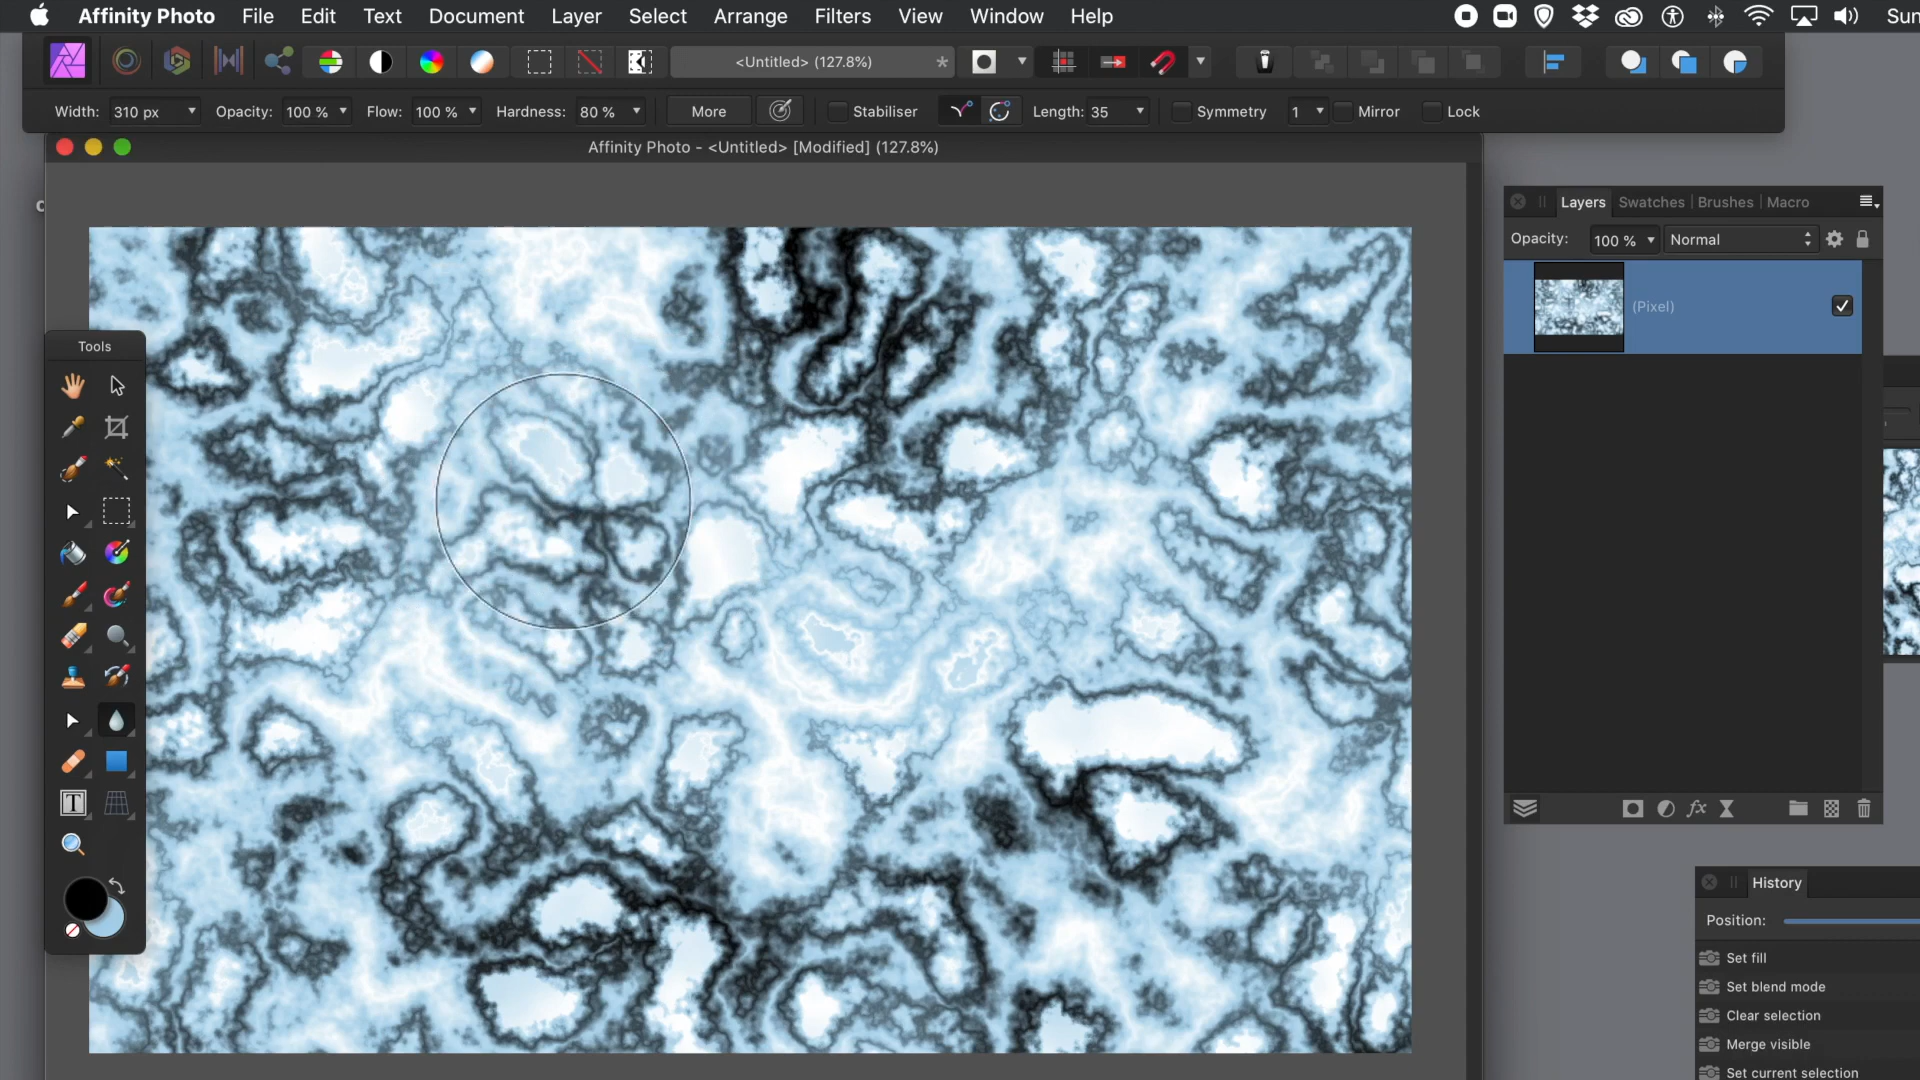 Affinity Photo File Edit Text Document Layer Select Arrange Filters View Window Help Sun
<Untitled> (127.8%) *
Width: 310 px Opacity: 100 % Flow: 100 % Hardness: 80 % More Stabiliser Length: 35 Symmetry 1 Mirror Lock
Affinity Photo - <Untitled> [Modified] (127.8%)
Layers Swatches Brushes Macro
Opacity: 100 % Normal
(Pixel)
Tools
T
fx
History
Position:
Set fill
Set blend mode
Clear selection
Merge visible
Set current selection